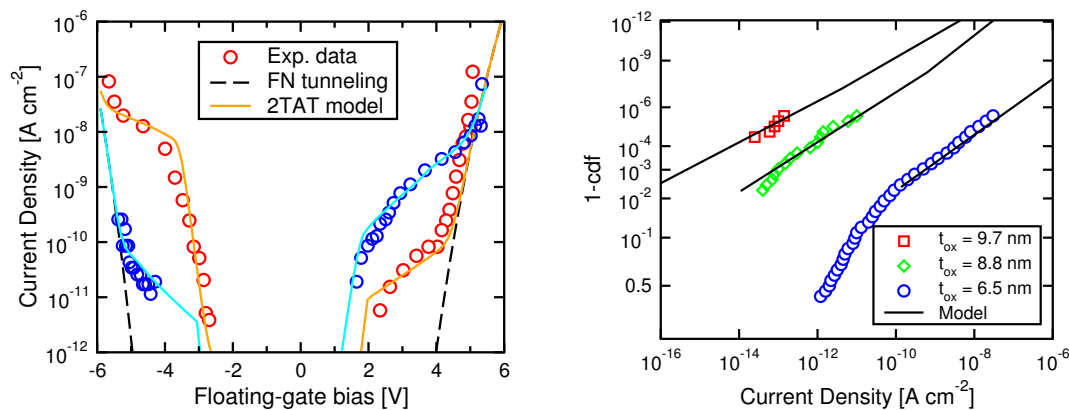 10^-6
10^-7
10^-8
10^-9
10^-10
10^-11
10^-12
Current Density [A cm^-2]
Exp. data
FN tunneling
2TAT model
-6 -4 -2 0 2 4 6
Floating-gate bias [V]
10^-12
10^-9
10^-6
10^-4
10^-3
10^-2
10^-1
0.5
1-cdf
t_ox = 9.7 nm
t_ox = 8.8 nm
t_ox = 6.5 nm
Model
10^-16 10^-14 10^-12 10^-10 10^-8 10^-6
Current Density [A cm^-2]